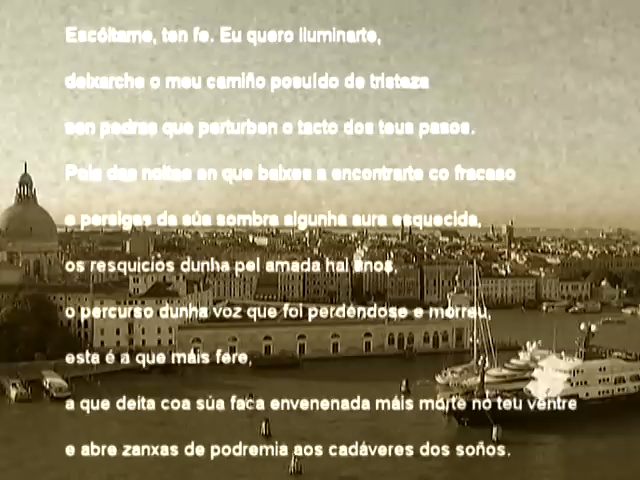 Escóitame, ten fe. Eu quero iluminarte,
deixarche o meu camiño posuído de tristeza
sen pedras que perturben o tacto dos teus pasos.
Pois das noites en que baixes a encontrarte co fracaso
e persigas da súa sombra algunha aura esquecida,
os resquicios dunha pel amada hai anos,
o percurso dunha voz que foi perdéndose e morreu,
esta é a que máis fere,
a que deita coa súa faca envenenada máis morte no teu ventre
e abre zanxas de podremia aos cadáveres dos soños.